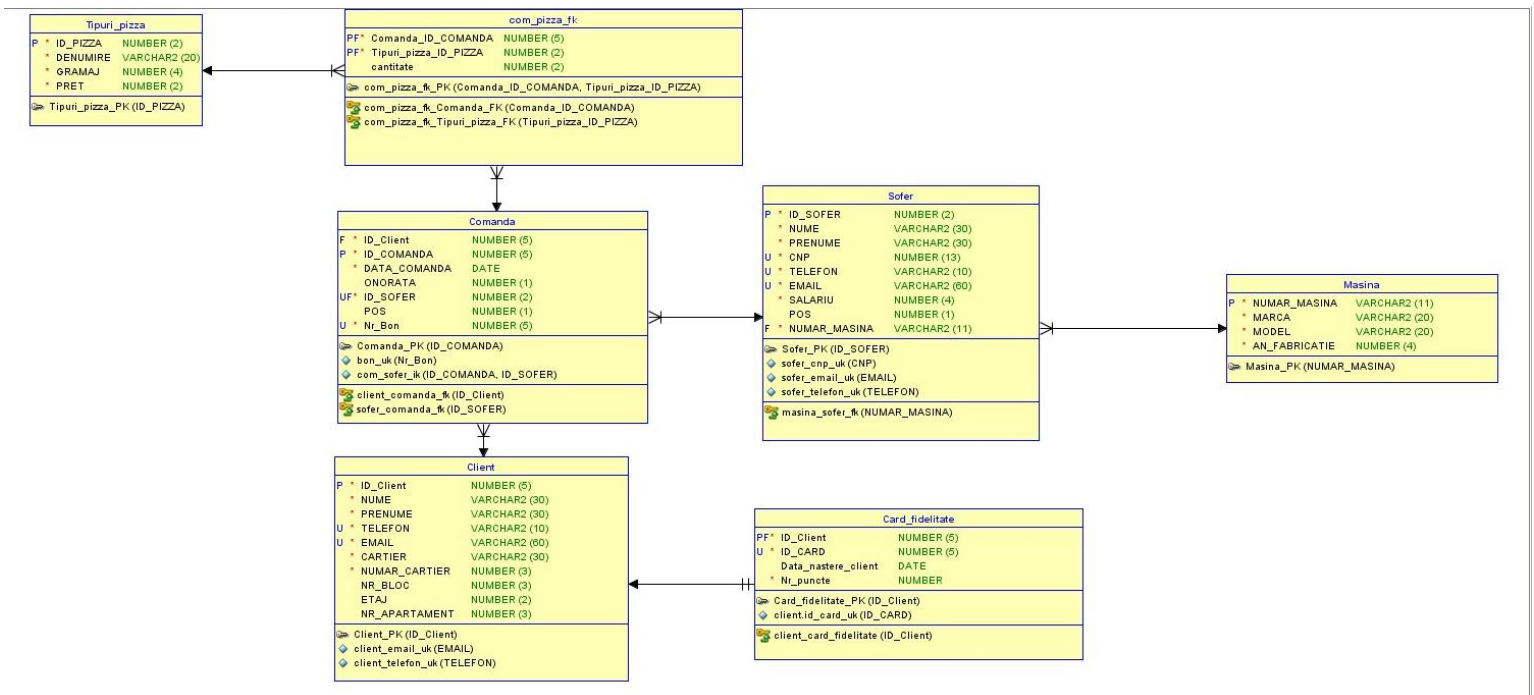 Tipuri_pizza
P * ID_PIZZA NUMBER (2)
* DENUMIRE VARCHAR2 (20)
* GRAMAJ NUMBER (4)
* PRET NUMBER (2)
Tipuri_pizza_PK (ID_PIZZA)
com_pizza_fk
PF* Comanda_ID_COMANDA NUMBER (5)
PF* Tipuri_pizza_ID_PIZZA NUMBER (2)
cantitate NUMBER (2)
com_pizza_fk_PK (Comanda_ID_COMANDA, Tipuri_pizza_ID_PIZZA)
com_pizza_fk_Comanda_FK (Comanda_ID_COMANDA)
com_pizza_fk_Tipuri_pizza_FK (Tipuri_pizza_ID_PIZZA)
Comanda
F * ID_Client NUMBER (5)
P * ID_COMANDA NUMBER (5)
* DATA_COMANDA DATE
ONORATA NUMBER (1)
UF* ID_SOFER NUMBER (2)
POS NUMBER (1)
U * Nr_Bon NUMBER (5)
Comanda_PK (ID_COMANDA)
bon_uk (Nr_Bon)
com_sofer_ik (ID_COMANDA, ID_SOFER)
client_comanda_fk (ID_Client)
sofer_comanda_fk (ID_SOFER)
Sofer
P * ID_SOFER NUMBER (2)
* NUME VARCHAR2 (30)
* PRENUME VARCHAR2 (30)
U * CNP NUMBER (13)
U * TELEFON VARCHAR2 (10)
U * EMAIL VARCHAR2 (60)
* SALARIU NUMBER (4)
POS NUMBER (1)
F * NUMAR_MASINA VARCHAR2 (11)
Sofer_PK (ID_SOFER)
sofer_cnp_uk (CNP)
sofer_email_uk (EMAIL)
sofer_telefon_uk (TELEFON)
masina_sofer_fk (NUMAR_MASINA)
Masina
P * NUMAR_MASINA VARCHAR2 (11)
* MARCA VARCHAR2 (20)
* MODEL VARCHAR2 (20)
* AN_FABRICATIE NUMBER (4)
Masina_PK (NUMAR_MASINA)
Client
P * ID_Client NUMBER (5)
* NUME VARCHAR2 (30)
* PRENUME VARCHAR2 (30)
U * TELEFON VARCHAR2 (10)
U * EMAIL VARCHAR2 (60)
* CARTIER VARCHAR2 (30)
* NUMAR_CARTIER NUMBER (3)
NR_BLOC NUMBER (3)
ETAJ NUMBER (2)
NR_APARTAMENT NUMBER (3)
Client_PK (ID_Client)
client_email_uk (EMAIL)
client_telefon_uk (TELEFON)
Card_fidelitate
PF* ID_Client NUMBER (5)
U * ID_CARD NUMBER (5)
Data_nastere_client DATE
* Nr_puncte NUMBER
Card_fidelitate_PK (ID_Client)
client.id_card_uk (ID_CARD)
client_card_fidelitate (ID_Client)